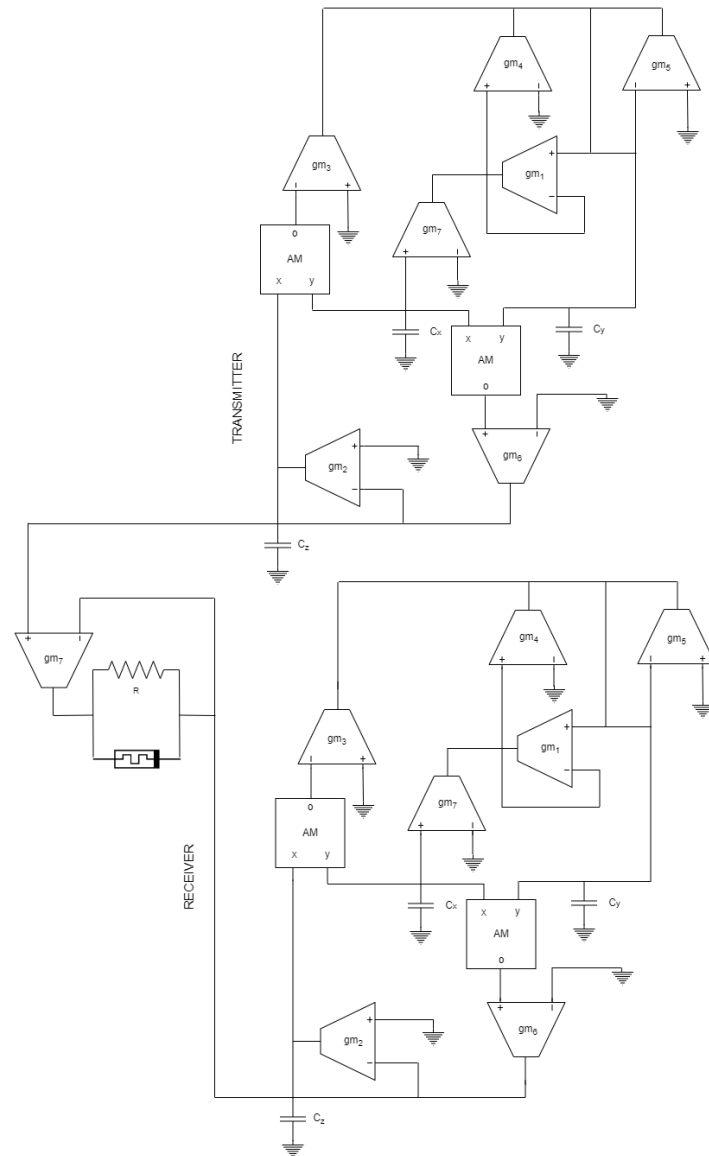 gm4
gm5
+
-
-
+
gm3
gm1
+
-
-
+
gm7
+
-
o
AM
x
y
Cx
x
y
AM
o
Cy
TRANSMITTER
+
-
gm6
gm2
+
-
Cz
+
-
gm7
R
gm4
gm5
+
-
-
+
gm3
gm1
+
-
-
+
gm7
+
-
o
AM
x
y
Cx
x
y
AM
o
Cy
RECEIVER
+
-
gm6
gm2
+
-
Cz